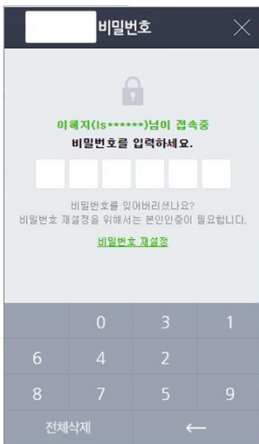 비밀번호
이혜지(ls******)님이 접속중
비밀번호를 입력하세요.
비밀번호를 잊어버리셨나요?
비밀번호 재설정을 위해서는 본인인증이 필요합니다.
비밀번호 재설정
0 3 1
6 4 2
8 7 5 9
전체삭제 ←